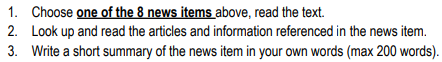 1. Choose one of the 8 news items above, read the text.
2. Look up and read the articles and information referenced in the news item.
3. Write a short summary of the news item in your own words (max 200 words).